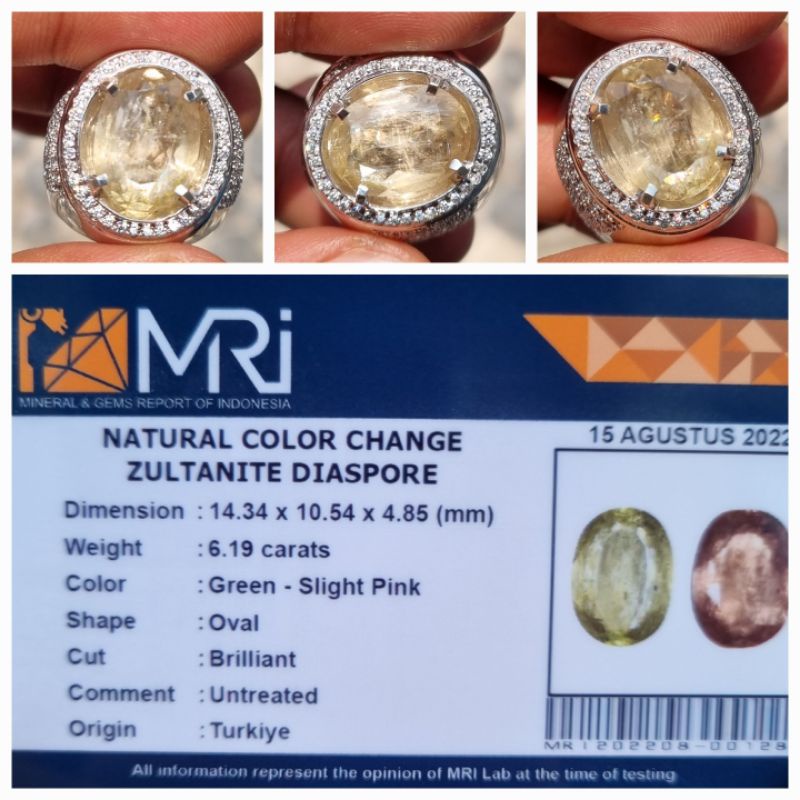 MRi
MINERAL & GEMS REPORT OF INDONESIA
NATURAL COLOR CHANGE
ZULTANITE DIASPORE
15 AGUSTUS 2022
Dimension : 14.34 x 10.54 x 4.85 (mm)
Weight : 6.19 carats
Color : Green - Slight Pink
Shape : Oval
Cut : Brilliant
Comment : Untreated
Origin : Turkiye
MRI202208-00128
All information represent the opinion of MRI Lab at the time of testing